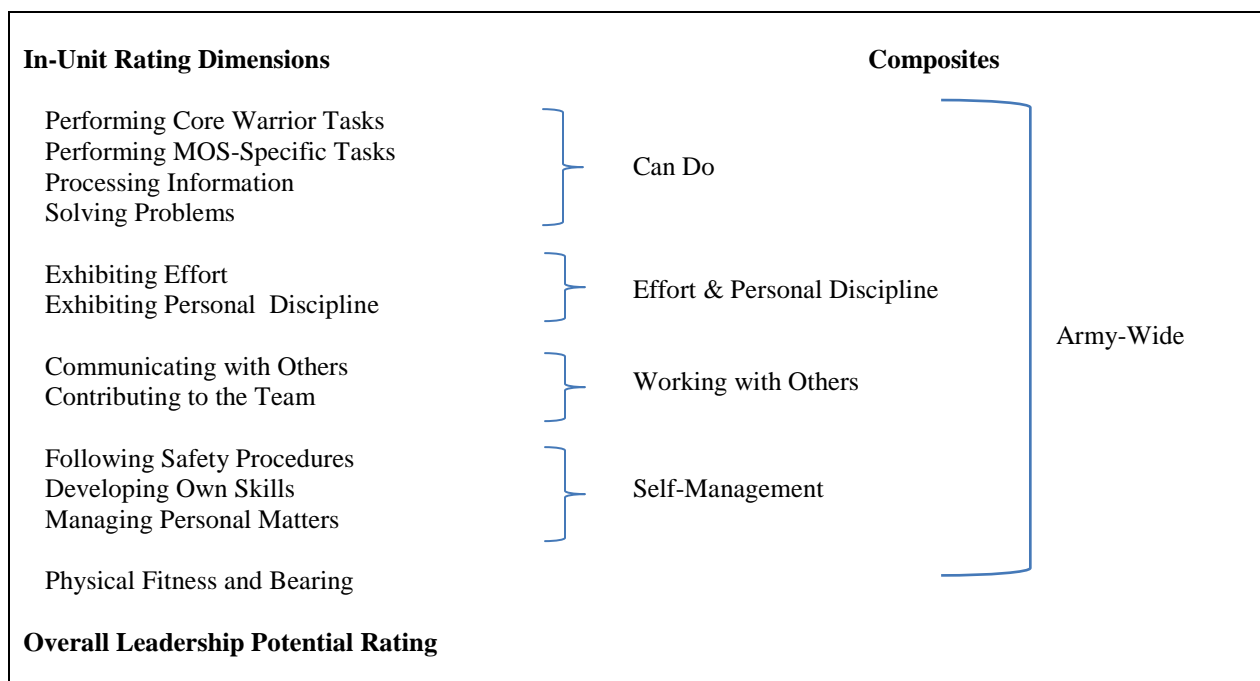 In-Unit Rating Dimensions
Composites
Performing Core Warrior Tasks
Performing MOS-Specific Tasks
Processing Information
Solving Problems
Can Do
Exhibiting Effort
Exhibiting Personal  Discipline
Effort & Personal Discipline
Communicating with Others
Contributing to the Team
Working with Others
Following Safety Procedures
Developing Own Skills
Managing Personal Matters
Self-Management
Physical Fitness and Bearing
Army-Wide
Overall Leadership Potential Rating